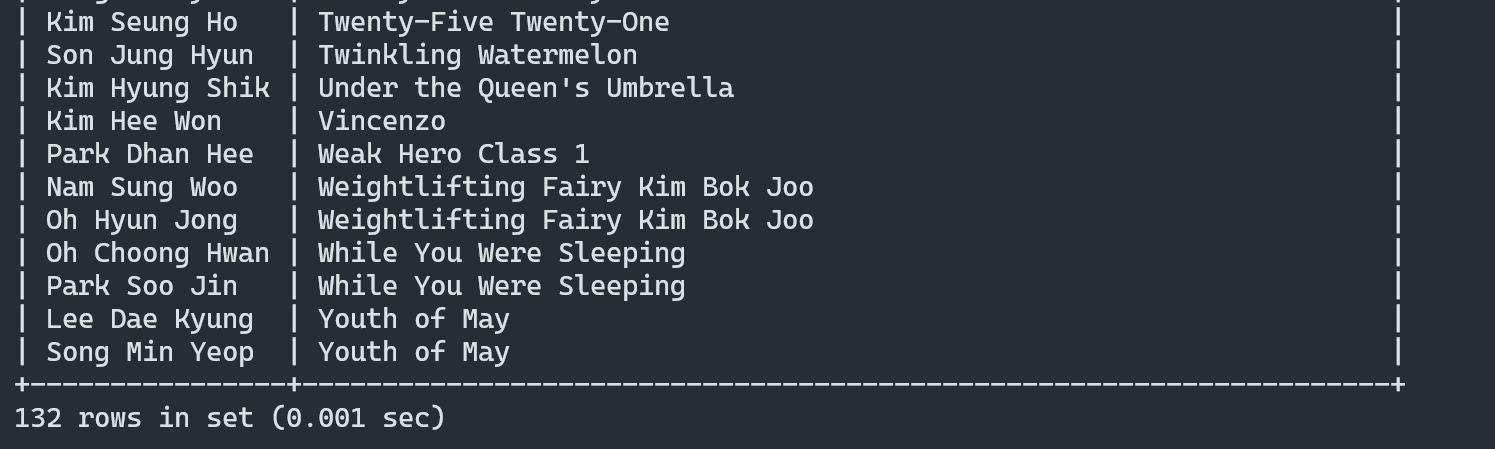 | Kim Seung Ho | Twenty-Five Twenty-One |
| Son Jung Hyun | Twinkling Watermelon |
| Kim Hyung Shik | Under the Queen's Umbrella |
| Kim Hee Won | Vincenzo |
| Park Dhan Hee | Weak Hero Class 1 |
| Nam Sung Woo | Weightlifting Fairy Kim Bok Joo |
| Oh Hyun Jong | Weightlifting Fairy Kim Bok Joo |
| Oh Choong Hwan | While You Were Sleeping |
| Park Soo Jin | While You Were Sleeping |
| Lee Dae Kyung | Youth of May |
| Song Min Yeop | Youth of May |
+----------------+--------------------------------------------------------------------+
132 rows in set (0.001 sec)